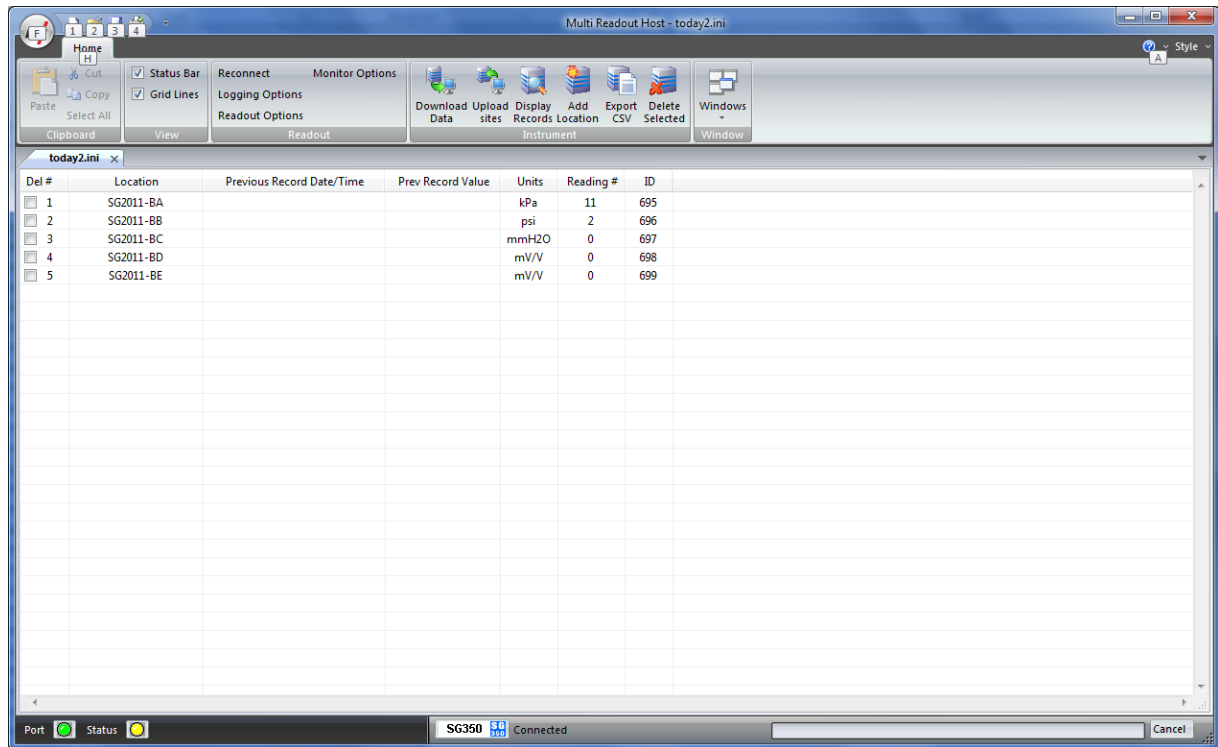 Multi Readout Host - today2.ini
F 1 2 3 4
Home
H
Style
A
Paste
Cut
Copy
Select All
Clipboard
Status Bar
Grid Lines
View
Reconnect Monitor Options
Logging Options
Readout Options
Readout
Download Data
Upload sites
Display Records
Add Location
Export CSV
Delete Selected
Instrument
Windows
Window
today2.ini
Del # Location Previous Record Date/Time Prev Record Value Units Reading # ID
1 SG2011-BA kPa 11 695
2 SG2011-BB psi 2 696
3 SG2011-BC mmH2O 0 697
4 SG2011-BD mV/V 0 698
5 SG2011-BE mV/V 0 699
Port Status SG350 SG 350 Connected Cancel